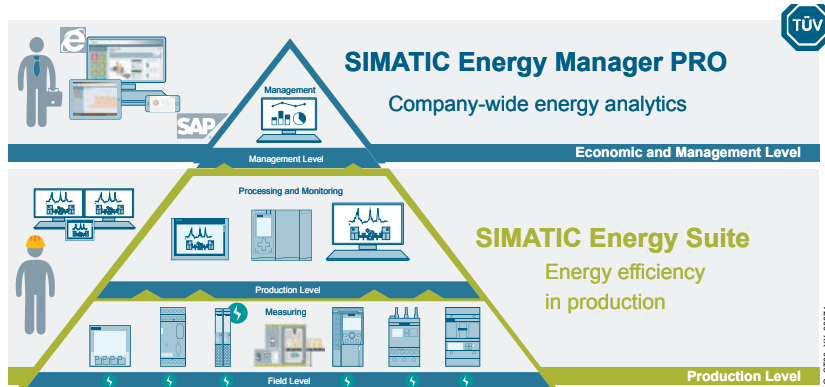 TÜV
SIMATIC Energy Manager PRO
Management
Company-wide energy analytics
SAP
Economic and Management Level
Management Level
Processing and Monitoring
SIMATIC Energy Suite
Energy efficiency
in production
Production Level
Measuring
Production Level
Field Level